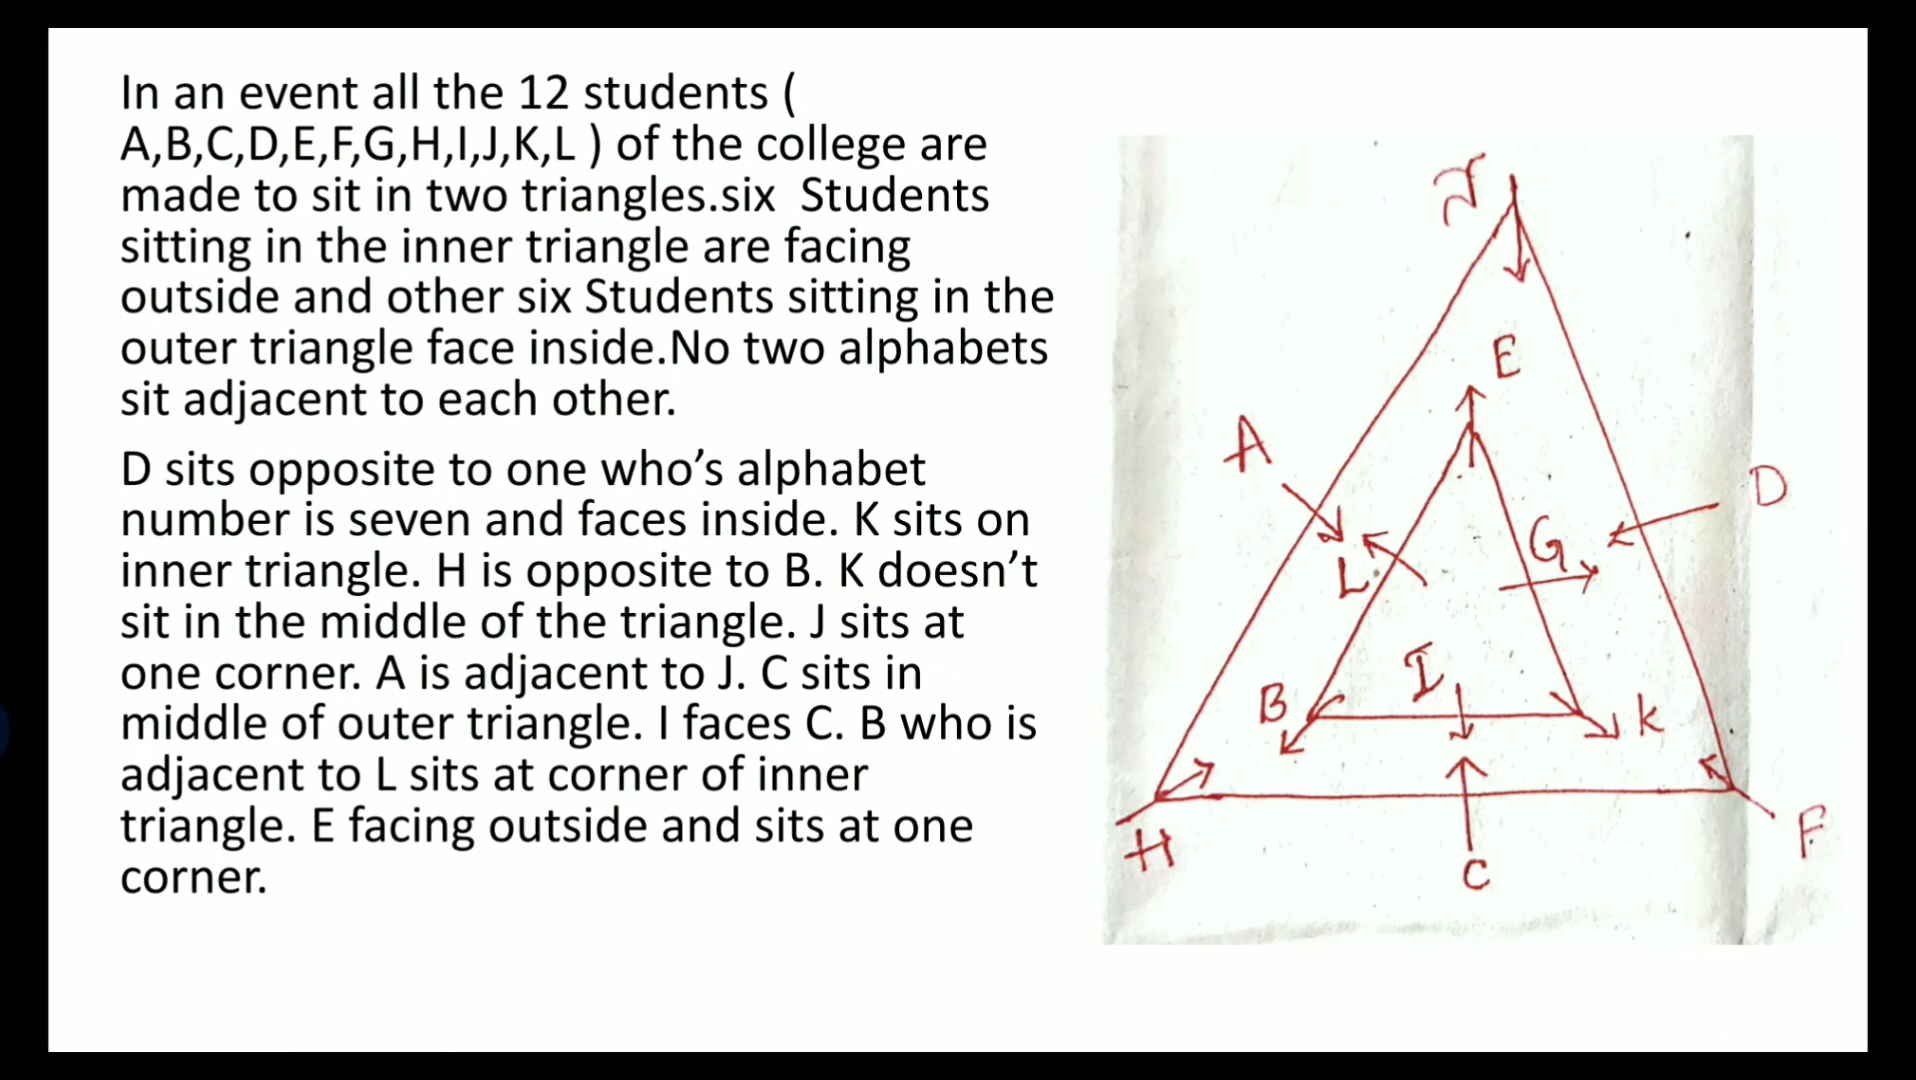 In an event all the 12 students (
A,B,C,D,E,F,G,H,I,J,K,L ) of the college are
made to sit in two triangles.six  Students
sitting in the inner triangle are facing
outside and other six Students sitting in the
outer triangle face inside.No two alphabets
sit adjacent to each other.
D sits opposite to one who’s alphabet
number is seven and faces inside. K sits on
inner triangle. H is opposite to B. K doesn’t
sit in the middle of the triangle. J sits at
one corner. A is adjacent to J. C sits in
middle of outer triangle. I faces C. B who is
adjacent to L sits at corner of inner
triangle. E facing outside and sits at one
corner.
J
E
A
D
G
L
I
B
k
H
F
C